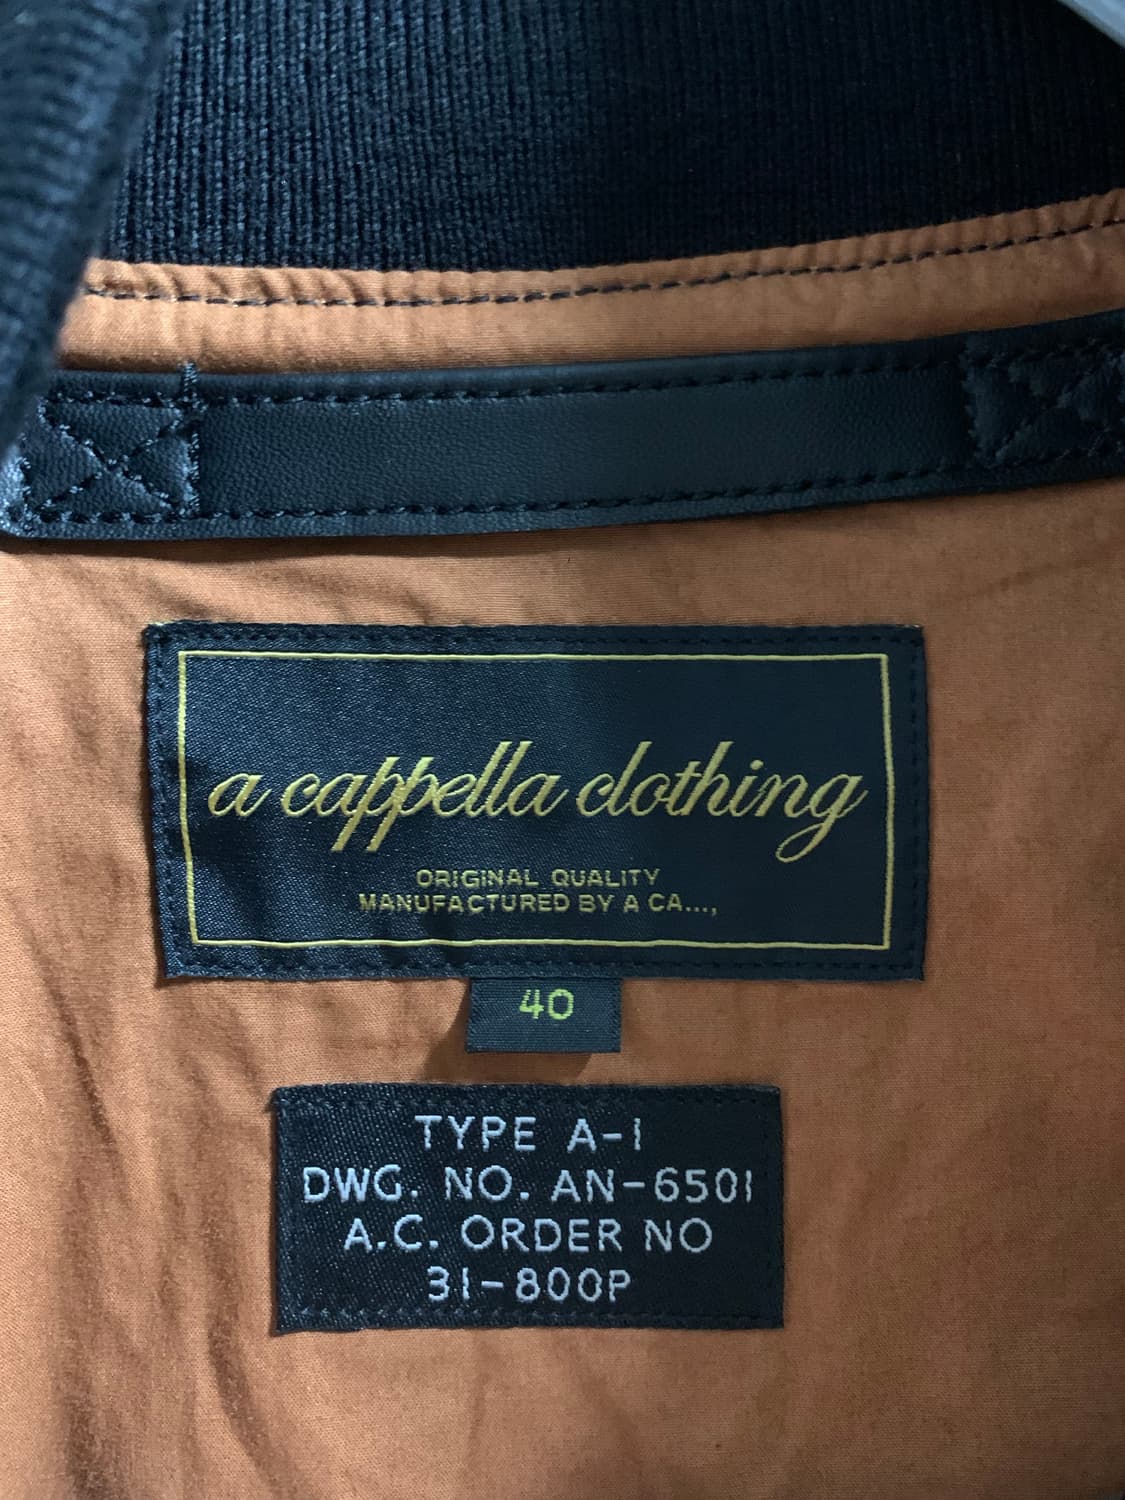 a cappella clothing
ORIGINAL QUALITY
MANUFACTURED BY A CA...,
40
TYPE A-1
DWG. NO. AN-6501
A.C. ORDER NO
31-800P